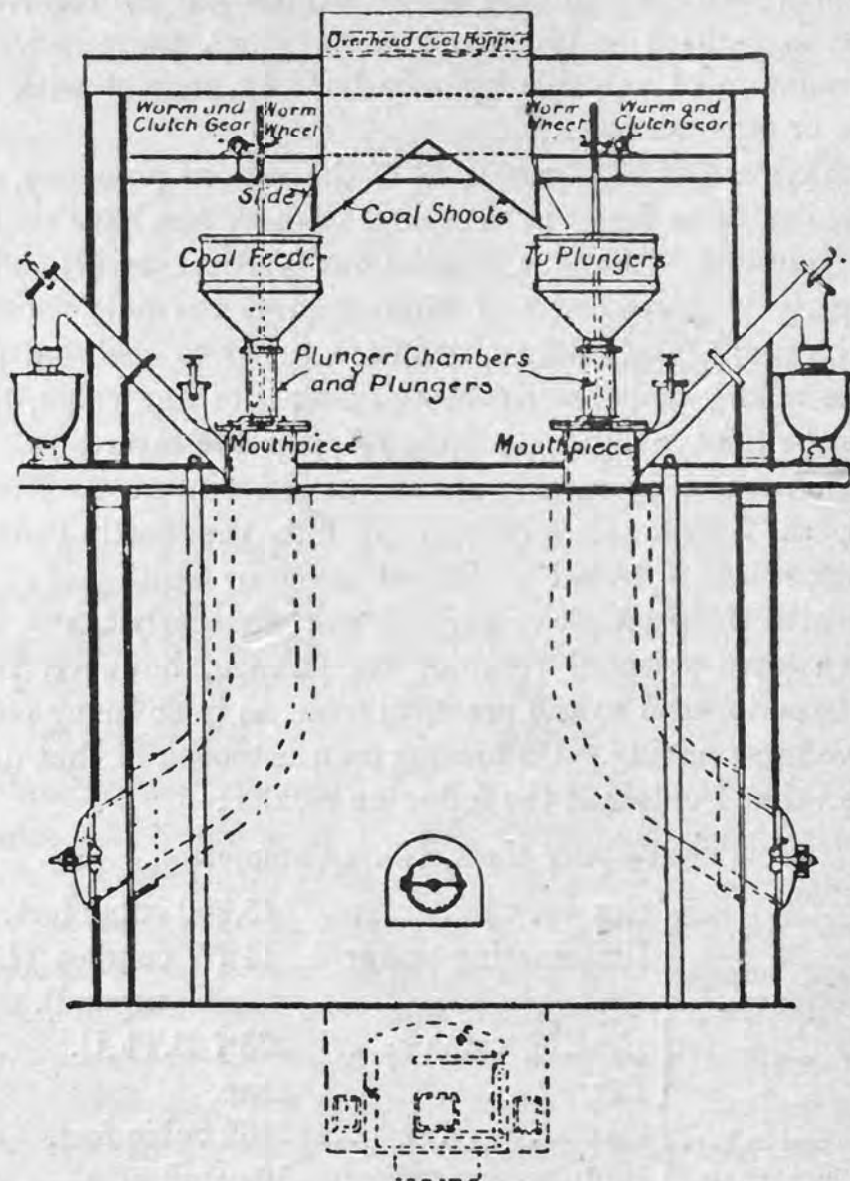 Overhead Coal Hopper
Worm and
Clutch Gear
Worm
Wheel
Worm
Wheel
Worm and
Clutch Gear
Slide
Coal Shoots
Coal Feeder
To Plungers
Plunger Chambers
and Plungers
Mouthpiece
Mouthpiece